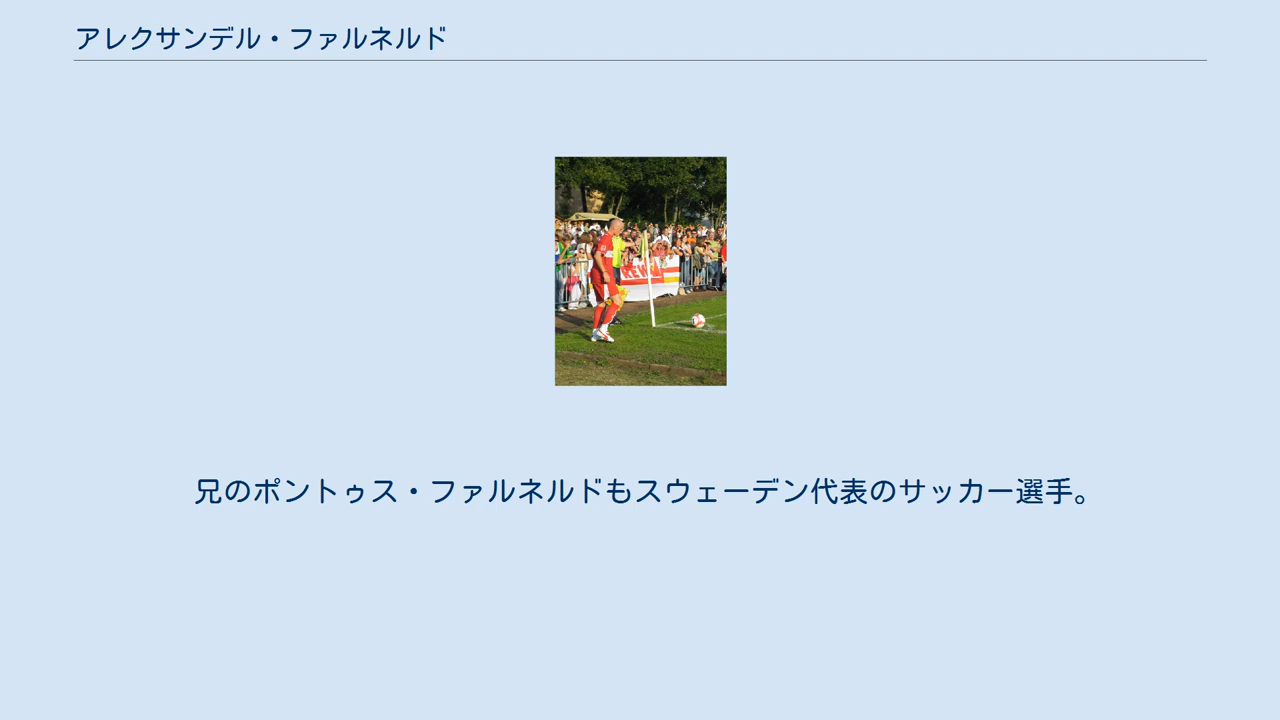 アレクサンデル・ファルネルド
REWE
兄のポントゥス・ファルネルドもスウェーデン代表のサッカー選手。